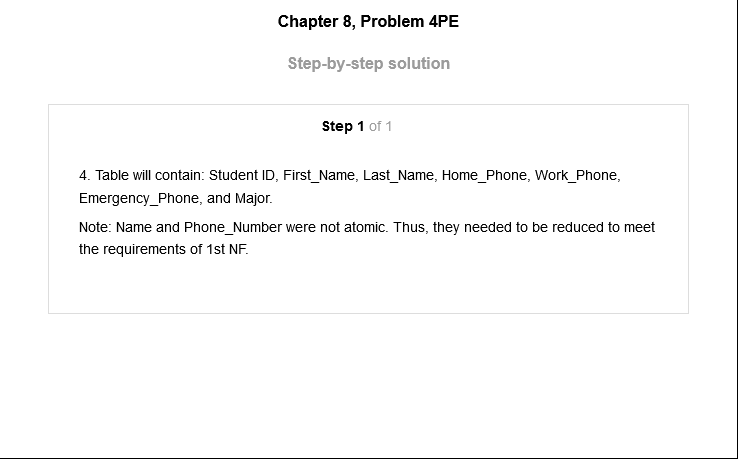 Chapter 8, Problem 4PE
Step-by-step solution
Step 1 of 1
4. Table will contain: Student ID, First_Name, Last_Name, Home_Phone, Work_Phone,
Emergency_Phone, and Major.
Note: Name and Phone_Number were not atomic. Thus, they needed to be reduced to meet
the requirements of 1st NF.